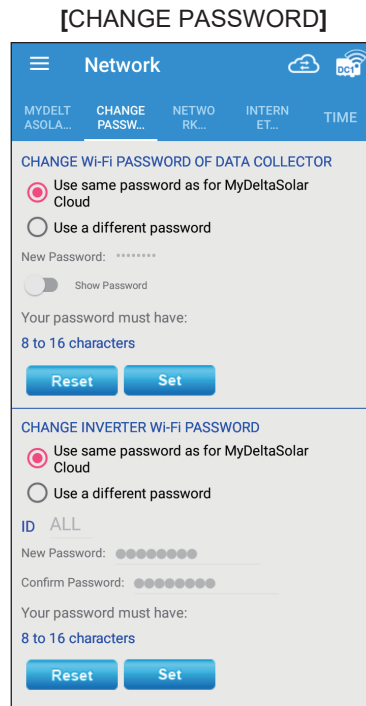 [CHANGE PASSWORD]
Network
DC1
MYDELT CHANGE NETWO INTERN TIME
ASOLA... PASSW... RK... ET...
CHANGE Wi-Fi PASSWORD OF DATA COLLECTOR
Use same password as for MyDeltaSolar
Cloud
Use a different password
New Password: ••••••••
Show Password
Your password must have:
8 to 16 characters
Reset Set
CHANGE INVERTER Wi-Fi PASSWORD
Use same password as for MyDeltaSolar
Cloud
Use a different password
ID ALL
New Password: ●●●●●●●●
Confirm Password: ●●●●●●●●
Your password must have:
8 to 16 characters
Reset Set